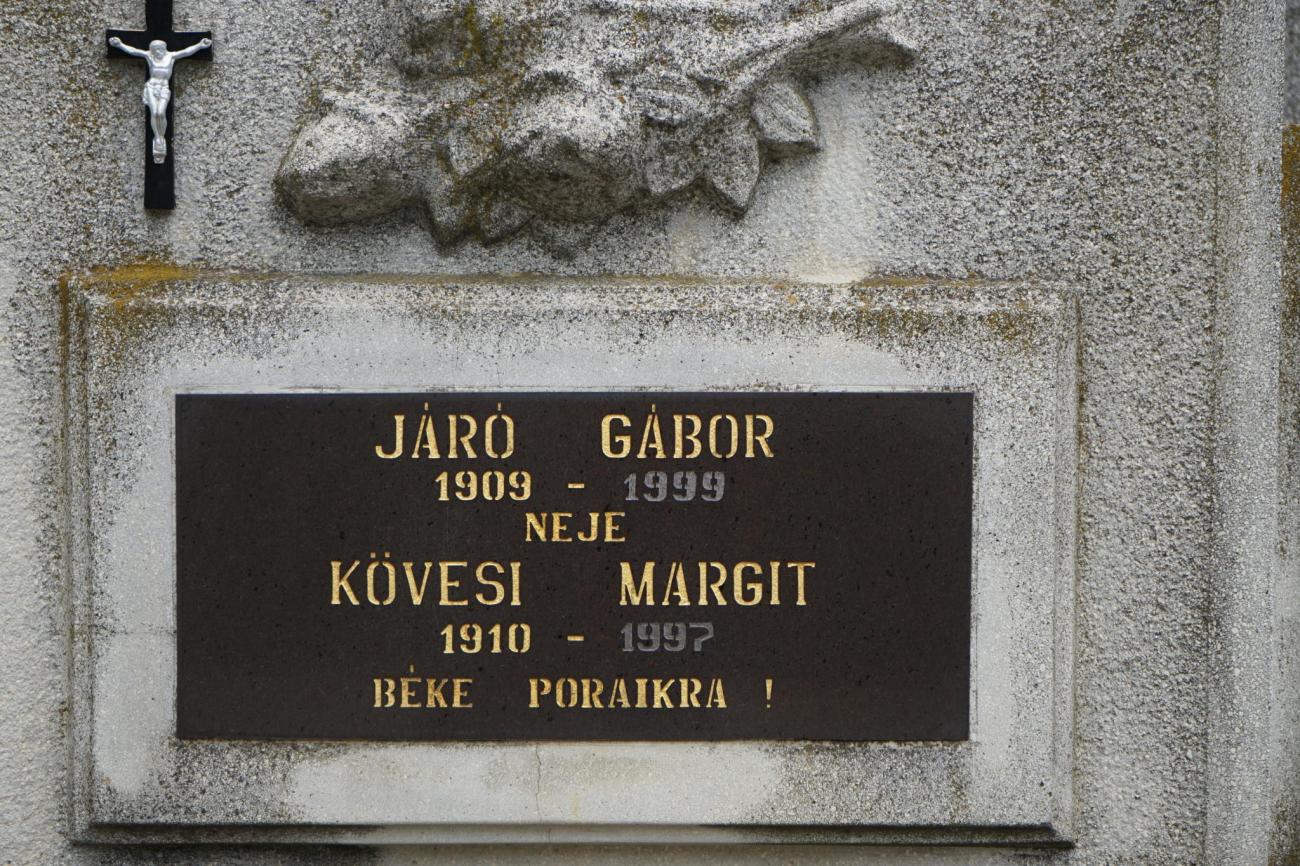 JÁRÓ GÁBOR
1909 - 1999
NEJE
KÖVESI MARGIT
1910 - 1997
BÉKE PORAIKRA !